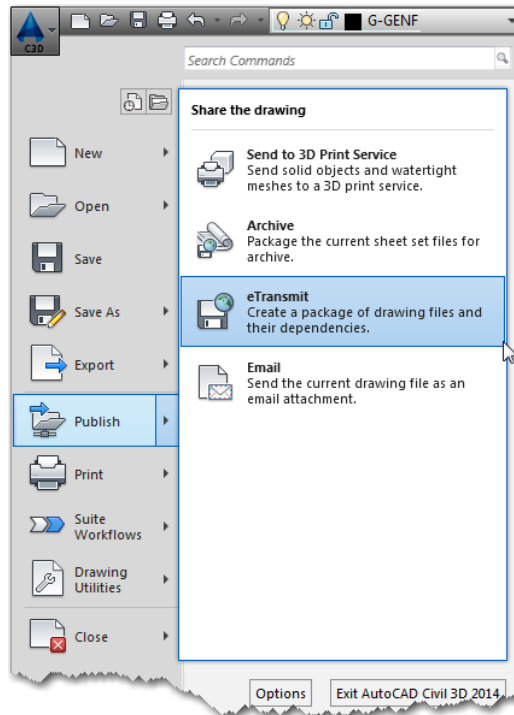 G-GENF
C3D
Search Commands
Share the drawing
New
Open
Save
Save As
Export
Publish
Print
Suite
Workflows
Drawing
Utilities
Close
Send to 3D Print Service
Send solid objects and watertight
meshes to a 3D print service.
Archive
Package the current sheet set files for
archive.
eTransmit
Create a package of drawing files and
their dependencies.
Email
Send the current drawing file as an
email attachment.
Options
Exit AutoCAD Civil 3D 2014